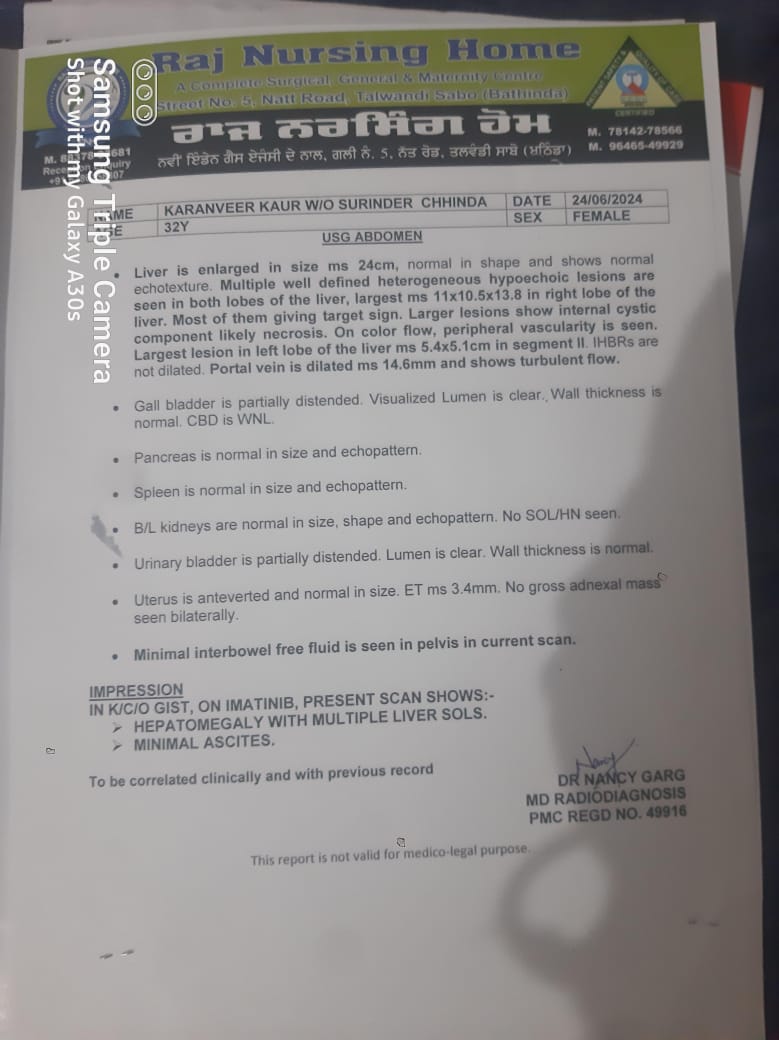 Raj Nursing Home
A Complete Surgical, General & Maternity Centre
Street No. 5, Natt Road, Talwandi Sabo (Bathinda)
CERTIFIED
ਰਾਜ ਨਰਸਿੰਗ ਹੋਮ
ਨਵੀਂ ਇੰਡੇਨ ਗੈਸ ਏਜੰਸੀ ਦੇ ਨਾਲ, ਗਲੀ ਨੰ. 5, ਨੱਤ ਰੋਡ, ਤਲਵੰਡੀ ਸਾਬੋ (ਬਠਿੰਡਾ)
M. 78142-78566
M. 96465-49929
NAME KARANVEER KAUR W/O SURINDER CHHINDA DATE 24/06/2024
32Y SEX FEMALE
USG ABDOMEN
• Liver is enlarged in size ms 24cm, normal in shape and shows normal
echotexture. Multiple well defined heterogeneous hypoechoic lesions are
seen in both lobes of the liver, largest ms 11x10.5x13.8 in right lobe of the
liver. Most of them giving target sign. Larger lesions show internal cystic
component likely necrosis. On color flow, peripheral vascularity is seen.
Largest lesion in left lobe of the liver ms 5.4x5.1cm in segment II. IHBRs are
not dilated. Portal vein is dilated ms 14.6mm and shows turbulent flow.
• Gall bladder is partially distended. Visualized Lumen is clear. Wall thickness is
normal. CBD is WNL.
• Pancreas is normal in size and echopattern.
• Spleen is normal in size and echopattern.
• B/L kidneys are normal in size, shape and echopattern. No SOL/HN seen.
• Urinary bladder is partially distended. Lumen is clear. Wall thickness is normal.
• Uterus is anteverted and normal in size. ET ms 3.4mm. No gross adnexal mass
seen bilaterally.
• Minimal interbowel free fluid is seen in pelvis in current scan.
IMPRESSION
IN K/C/O GIST, ON IMATINIB, PRESENT SCAN SHOWS:-
➢ HEPATOMEGALY WITH MULTIPLE LIVER SOLS.
➢ MINIMAL ASCITES.
To be correlated clinically and with previous record
Nancy
DR NANCY GARG
MD RADIODIAGNOSIS
PMC REGD NO. 49916
This report is not valid for medico-legal purpose.
Samsung Triple Camera
Shot with my Galaxy A30s